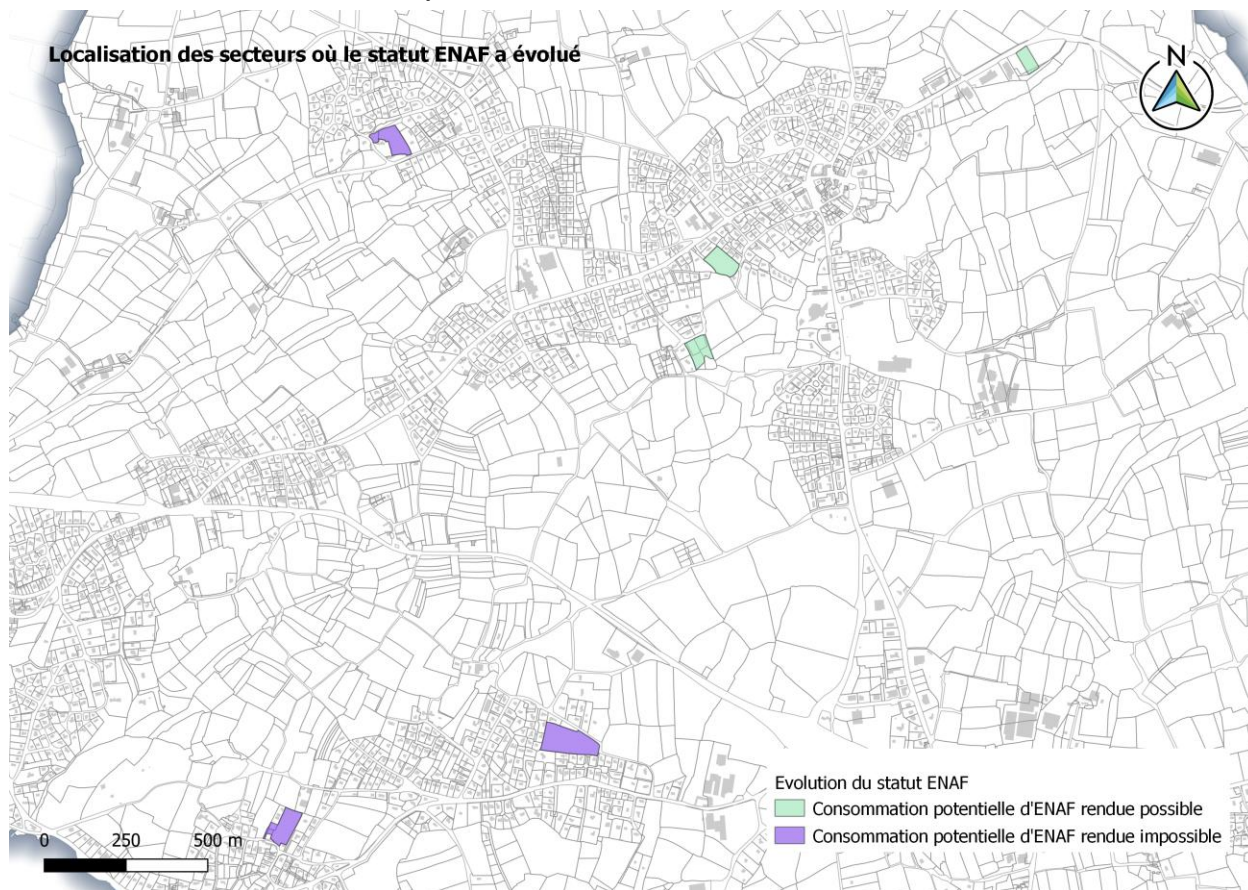 Localisation des secteurs où le statut ENAF a évolué
N
Evolution du statut ENAF
Consommation potentielle d'ENAF rendue possible
Consommation potentielle d'ENAF rendue impossible
0 250 500 m